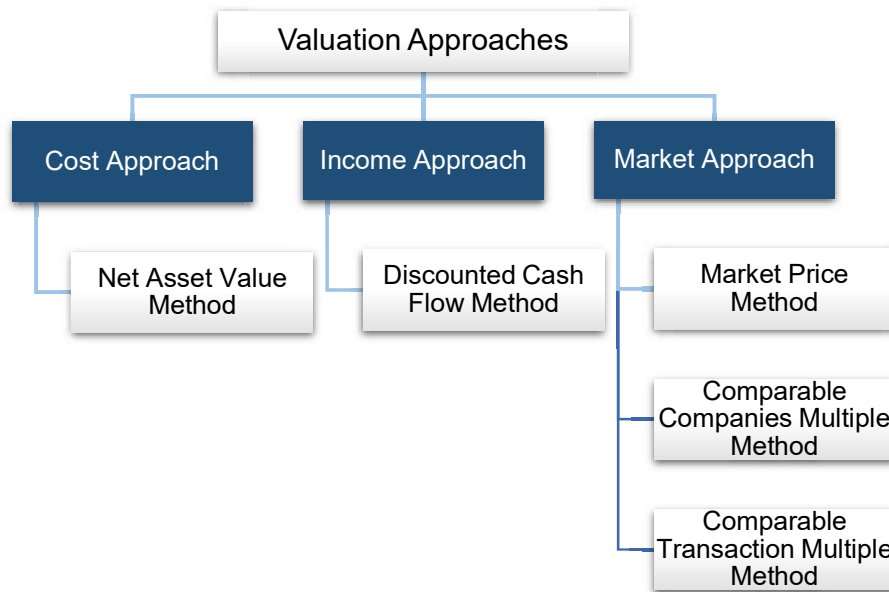 Valuation Approaches
Cost Approach
Income Approach
Market Approach
Net Asset Value
Method
Discounted Cash
Flow Method
Market Price
Method
Comparable
Companies Multiple
Method
Comparable
Transaction Multiple
Method